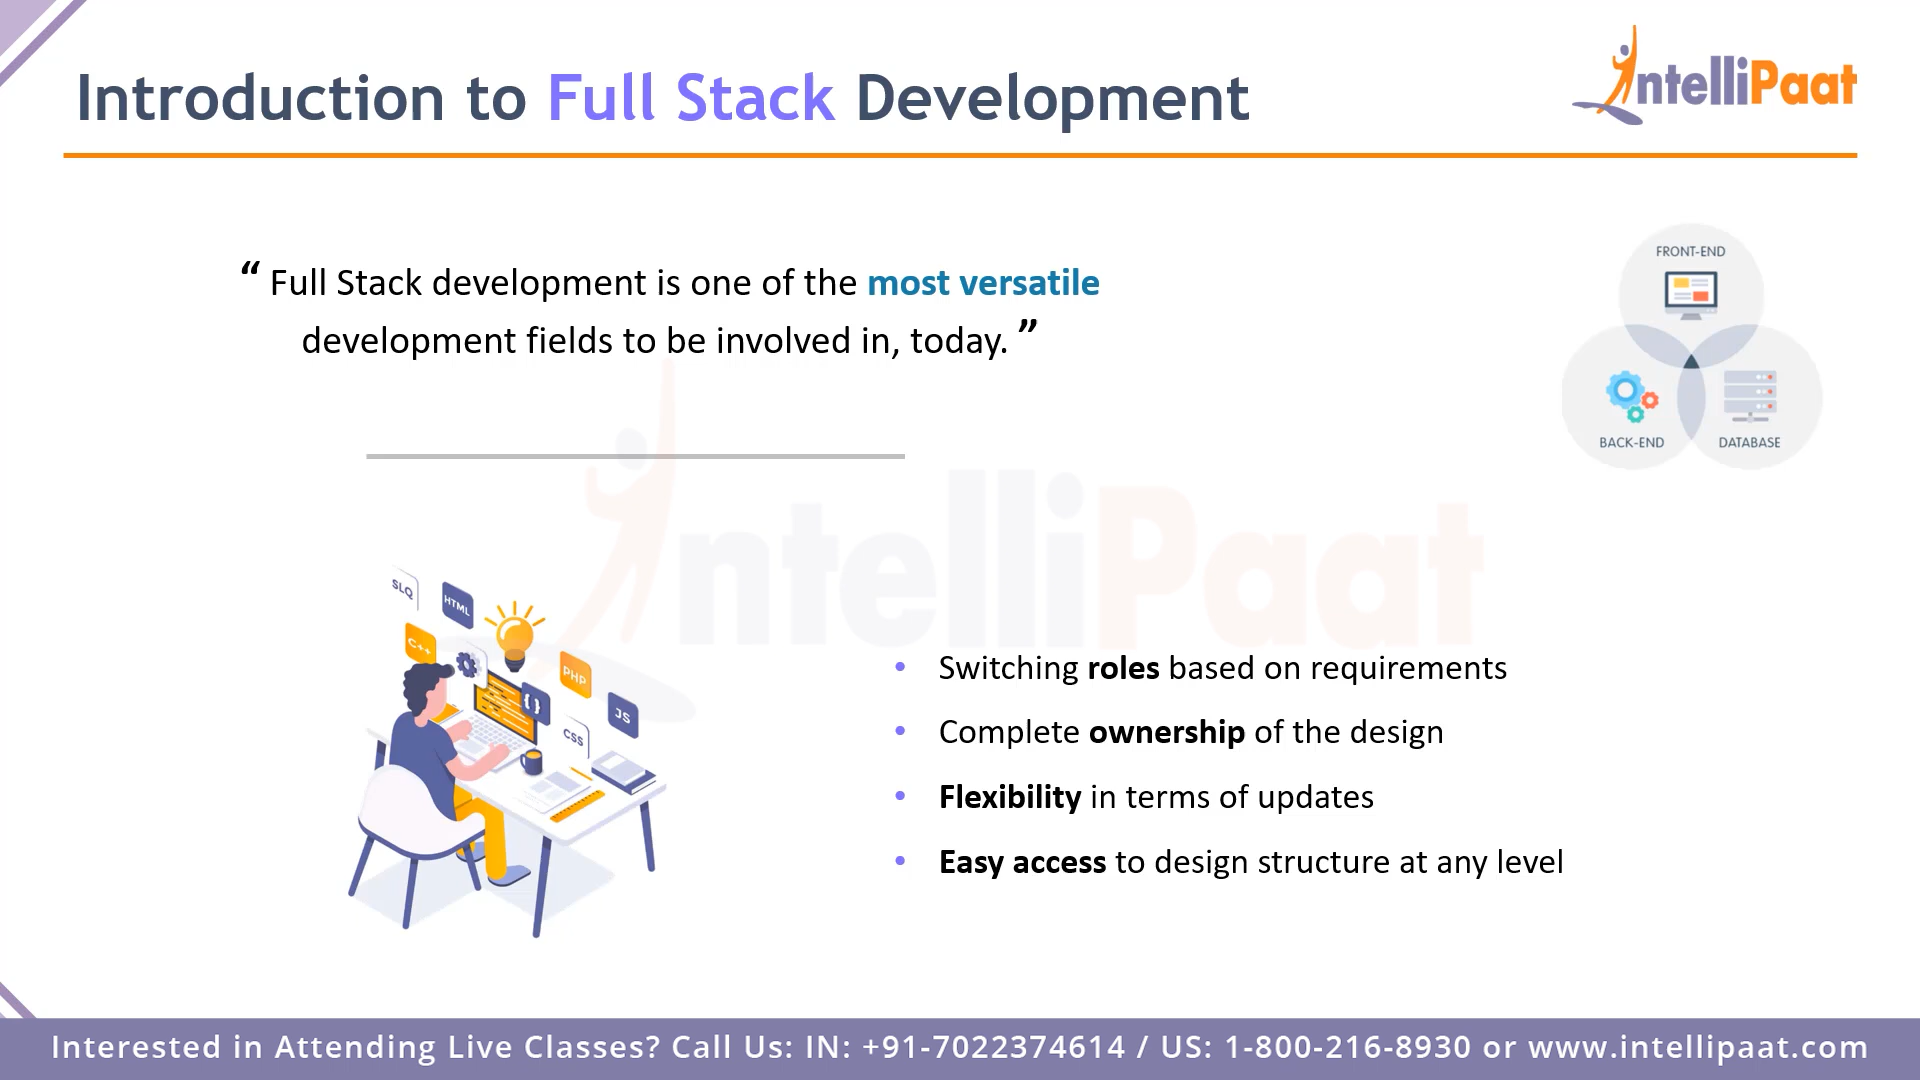 Introduction to Full Stack Development
IntelliPaat
“ Full Stack development is one of the most versatile
development fields to be involved in, today. ”
FRONT-END
BACK-END
DATABASE
IntelliPaat
SLQ
HTML
C++
PHP
{ }
JS
CSS
• Switching roles based on requirements
• Complete ownership of the design
• Flexibility in terms of updates
• Easy access to design structure at any level
Interested in Attending Live Classes? Call Us: IN: +91-7022374614 / US: 1-800-216-8930 or www.intellipaat.com